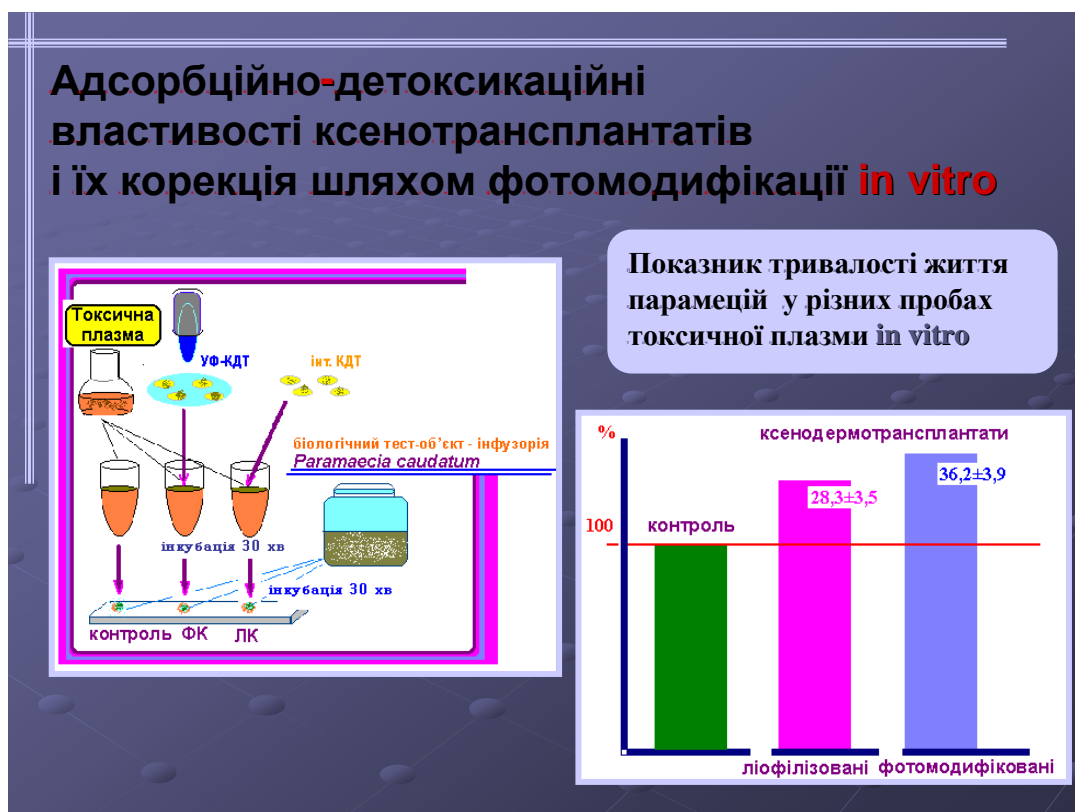 Адсорбційно-детоксикаційні
властивості ксенотрансплантатів
і їх корекція шляхом фотомодифікації in vitro
Показник тривалості життя
парамецій у різних пробах
токсичної плазми in vitro
Токсична
плазма
УФ-КДТ
інт. КДТ
біологічний тест-об’єкт - інфузорія
Paramaecia caudatum
інкубація 30 хв
інкубація 30 хв
контроль ФК ЛК
%
ксенодермотрансплантати
36,2±3,9
28,3±3,5
100
контроль
ліофілізовані фотомодифіковані